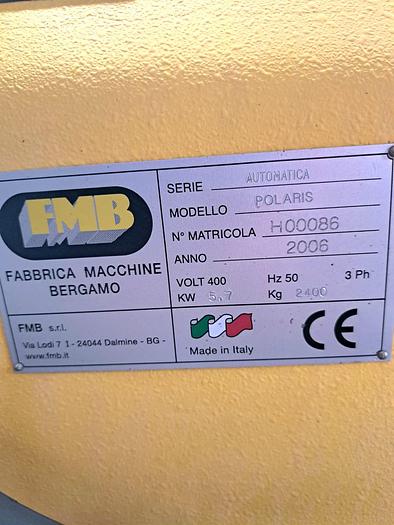 FMB
FABBRICA MACCHINE
BERGAMO
FMB s.r.l.
Via Lodi 7 I - 24044 Dalmine - BG -
www.fmb.it
SERIE AUTOMATICA
MODELLO POLARIS
N° MATRICOLA H00086
ANNO 2006
VOLT 400 Hz 50 3 Ph
KW 5,7 Kg 2400
Made in Italy
CE